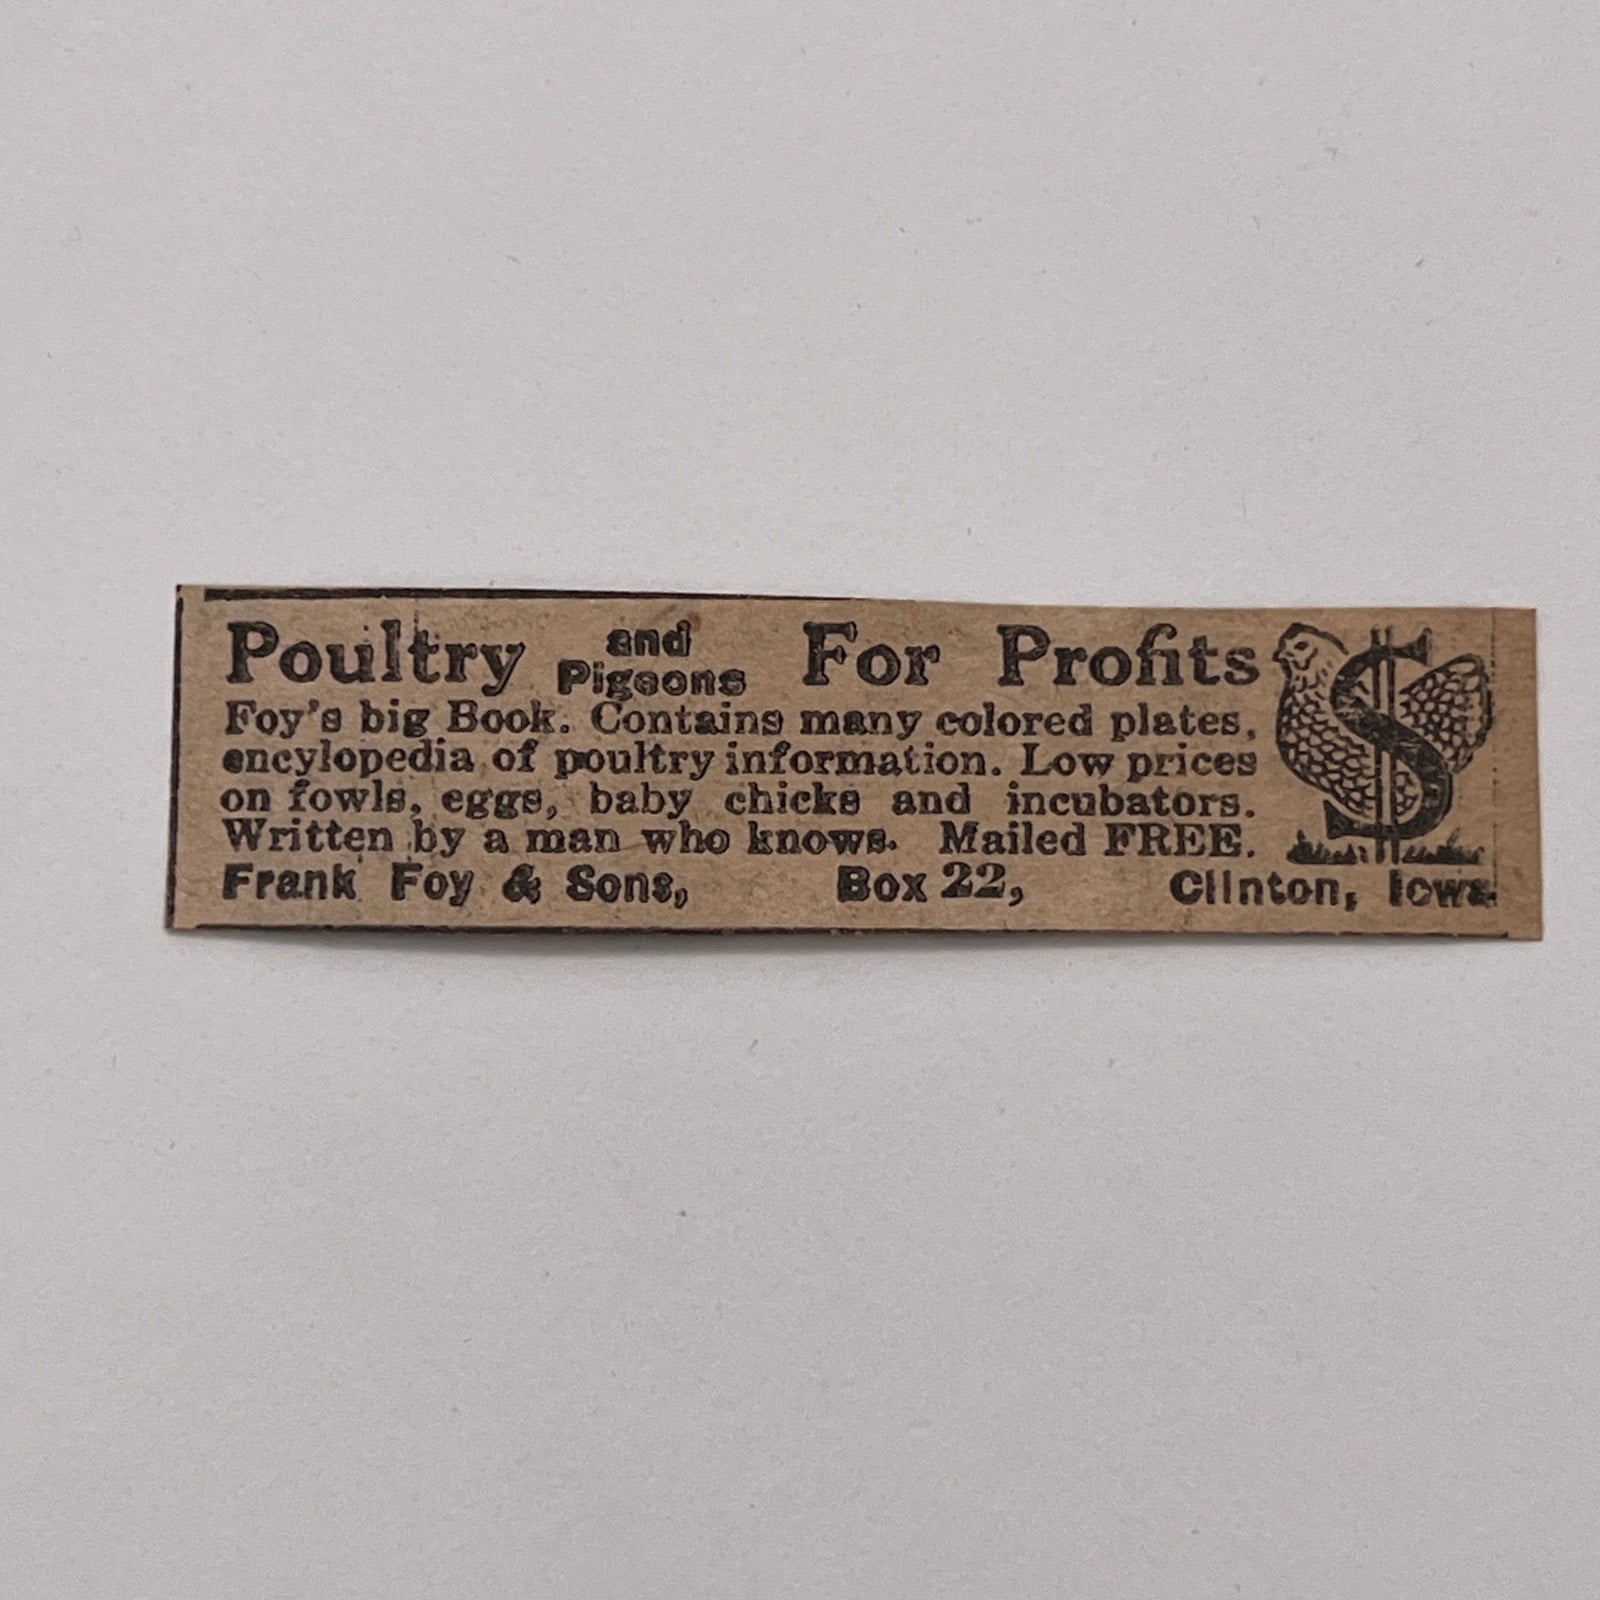 Poultry and Pigeons For Profits
Foy's big Book. Contains many colored plates,
encylopedia of poultry information. Low prices
on fowls, eggs, baby chicks and incubators.
Written by a man who knows. Mailed FREE.
Frank Foy & Sons, Box 22, Clinton, Iowa